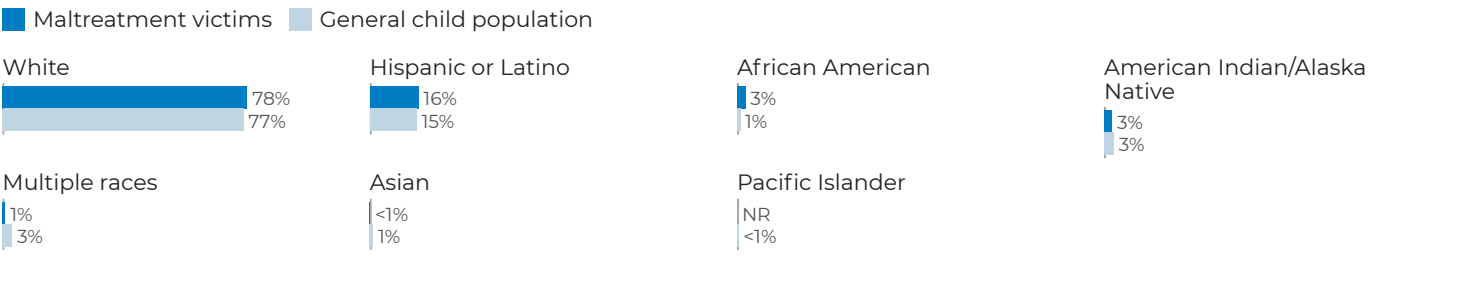 Maltreatment victims General child population
White
78%
77%
Hispanic or Latino
16%
15%
African American
3%
1%
American Indian/Alaska
Native
3%
3%
Multiple races
1%
3%
Asian
<1%
1%
Pacific Islander
NR
<1%